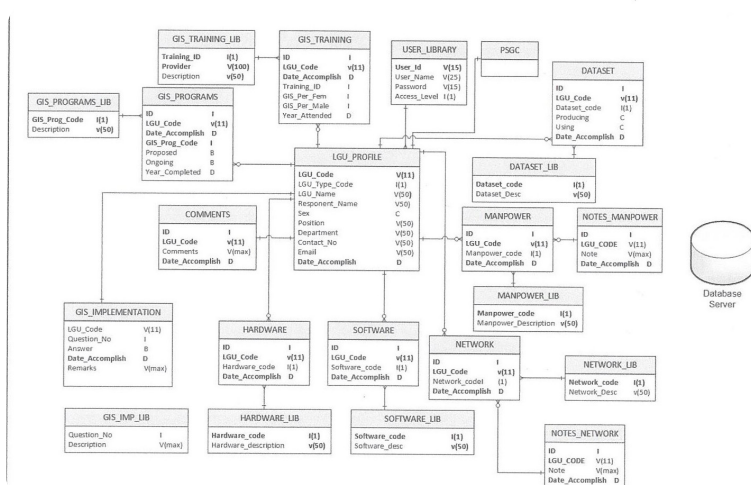 GIS_TRAINING_LIB
Training_ID I(1)
Provider V(100)
Description v(50)
GIS_TRAINING
ID I
LGU_Code v(11)
Date_Accomplish D
Training_ID I
GIS_Per_Fem I
GIS_Per_Male I
Year_Attended D
USER_LIBRARY
User_Id V(15)
User_Name V(25)
Password V(15)
Access_Level I(1)
PSGC
DATASET
ID I
LGU_Code v(11)
Dataset_code I(1)
Producing C
Using C
Date_Accomplish D
GIS_PROGRAMS_LIB
GIS_Prog_Code I(1)
Description v(50)
GIS_PROGRAMS
ID I
LGU_Code v(11)
Date_Accomplish D
GIS_Prog_Code I
Proposed B
Ongoing B
Year_Completed D
LGU_PROFILE
LGU_Code V(11)
LGU_Type_Code I(1)
LGU_Name V(50)
Responent_Name V50)
Sex C
Position V(50)
Department V(50)
Contact_No V(50)
Email V(50)
Date_Accomplish D
DATASET_LIB
Dataset_code I(1)
Dataset_Desc v(50)
COMMENTS
ID I
LGU_Code v(11)
Comments V(max)
Date_Accomplish D
MANPOWER
ID I
LGU_Code v(11)
Manpower_code I(1)
Date_Accomplish D
NOTES_MANPOWER
ID I
LGU_CODE V(11)
Note V(max)
Date_Accomplish D
Database
Server
MANPOWER_LIB
Manpower_code I(1)
Manpower_Description v(50)
GIS_IMPLEMENTATION
LGU_Code V(11)
Question_No I
Answer B
Date_Accomplish D
Remarks V(max)
HARDWARE
ID I
LGU_Code v(11)
Hardware_code I(1)
Date_Accomplish D
SOFTWARE
ID I
LGU_Code v(11)
Software_code I(1)
Date_Accomplish D
NETWORK
ID I
LGU_Code v(11)
Network_codeI (1)
Date_Accomplish D
NETWORK_LIB
Network_code I(1)
Network_Desc v(50)
GIS_IMP_LIB
Question_No I
Description V(max)
HARDWARE_LIB
Hardware_code I(1)
Hardware_description v(50)
SOFTWARE_LIB
Software_code I(1)
Software_desc v(50)
NOTES_NETWORK
ID I
LGU_CODE V(11)
Note V(max)
Date_Accomplish D